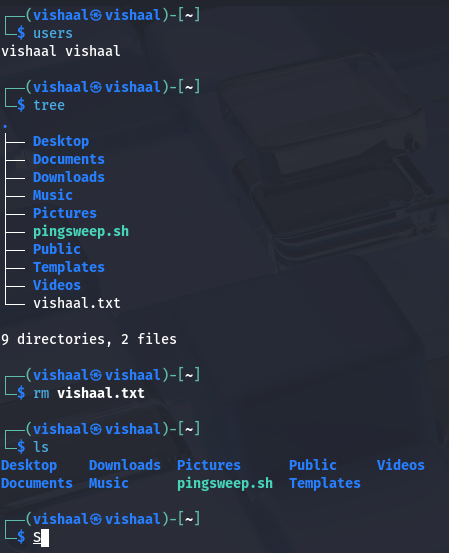 ┌──(vishaal㉿vishaal)-[~]
└─$ users
vishaal vishaal
┌──(vishaal㉿vishaal)-[~]
└─$ tree
.
├── Desktop
├── Documents
├── Downloads
├── Music
├── Pictures
├── pingsweep.sh
├── Public
├── Templates
├── Videos
└── vishaal.txt
9 directories, 2 files
┌──(vishaal㉿vishaal)-[~]
└─$ rm vishaal.txt
┌──(vishaal㉿vishaal)-[~]
└─$ ls
Desktop Downloads Pictures Public Videos
Documents Music pingsweep.sh Templates
┌──(vishaal㉿vishaal)-[~]
└─$ S